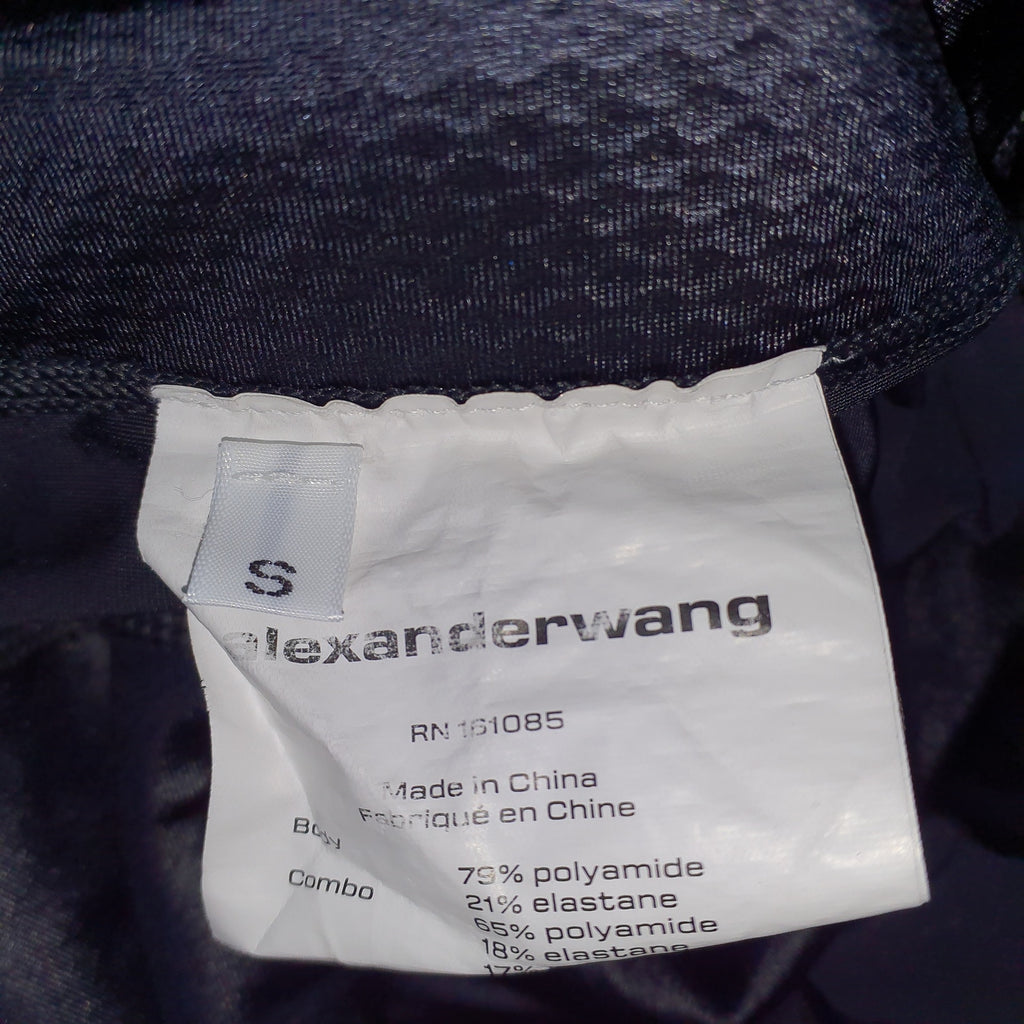 S
alexanderwang
RN 161085
Made in China
Fabriqué en Chine
Body
Combo
79% polyamide
21% elastane
65% polyamide
18% elastane
17%